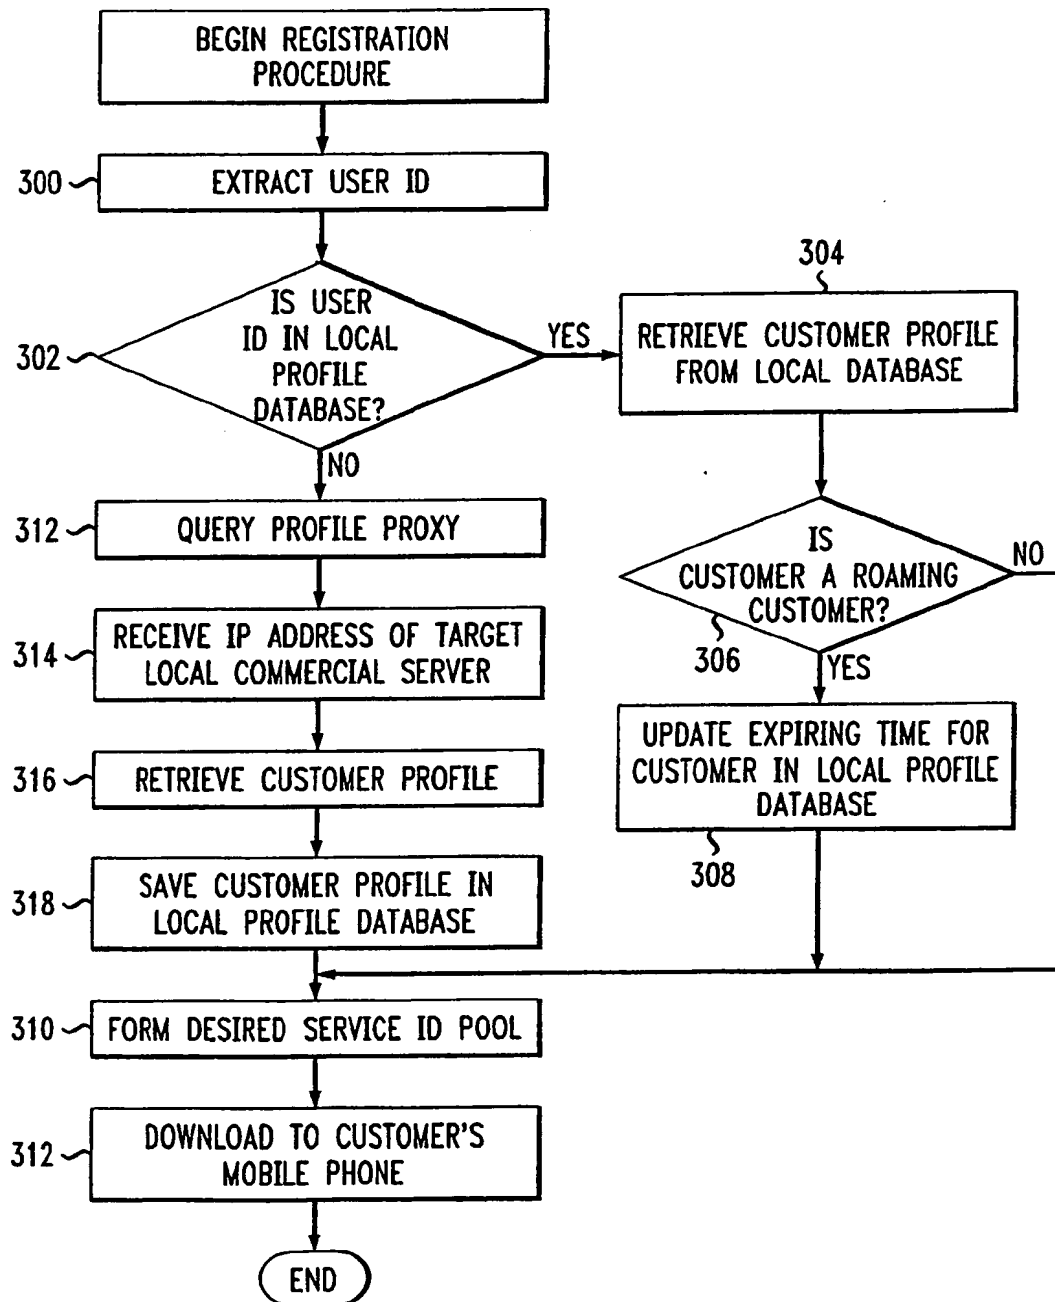 BEGIN REGISTRATION
PROCEDURE
300
EXTRACT USER ID
302
IS USER
ID IN LOCAL
PROFILE
DATABASE?
YES
NO
304
RETRIEVE CUSTOMER PROFILE
FROM LOCAL DATABASE
IS
CUSTOMER A ROAMING
CUSTOMER?
306
NO
YES
UPDATE EXPIRING TIME FOR
CUSTOMER IN LOCAL PROFILE
DATABASE
308
312
QUERY PROFILE PROXY
314
RECEIVE IP ADDRESS OF TARGET
LOCAL COMMERCIAL SERVER
316
RETRIEVE CUSTOMER PROFILE
318
SAVE CUSTOMER PROFILE IN
LOCAL PROFILE DATABASE
310
FORM DESIRED SERVICE ID POOL
312
DOWNLOAD TO CUSTOMER'S
MOBILE PHONE
END